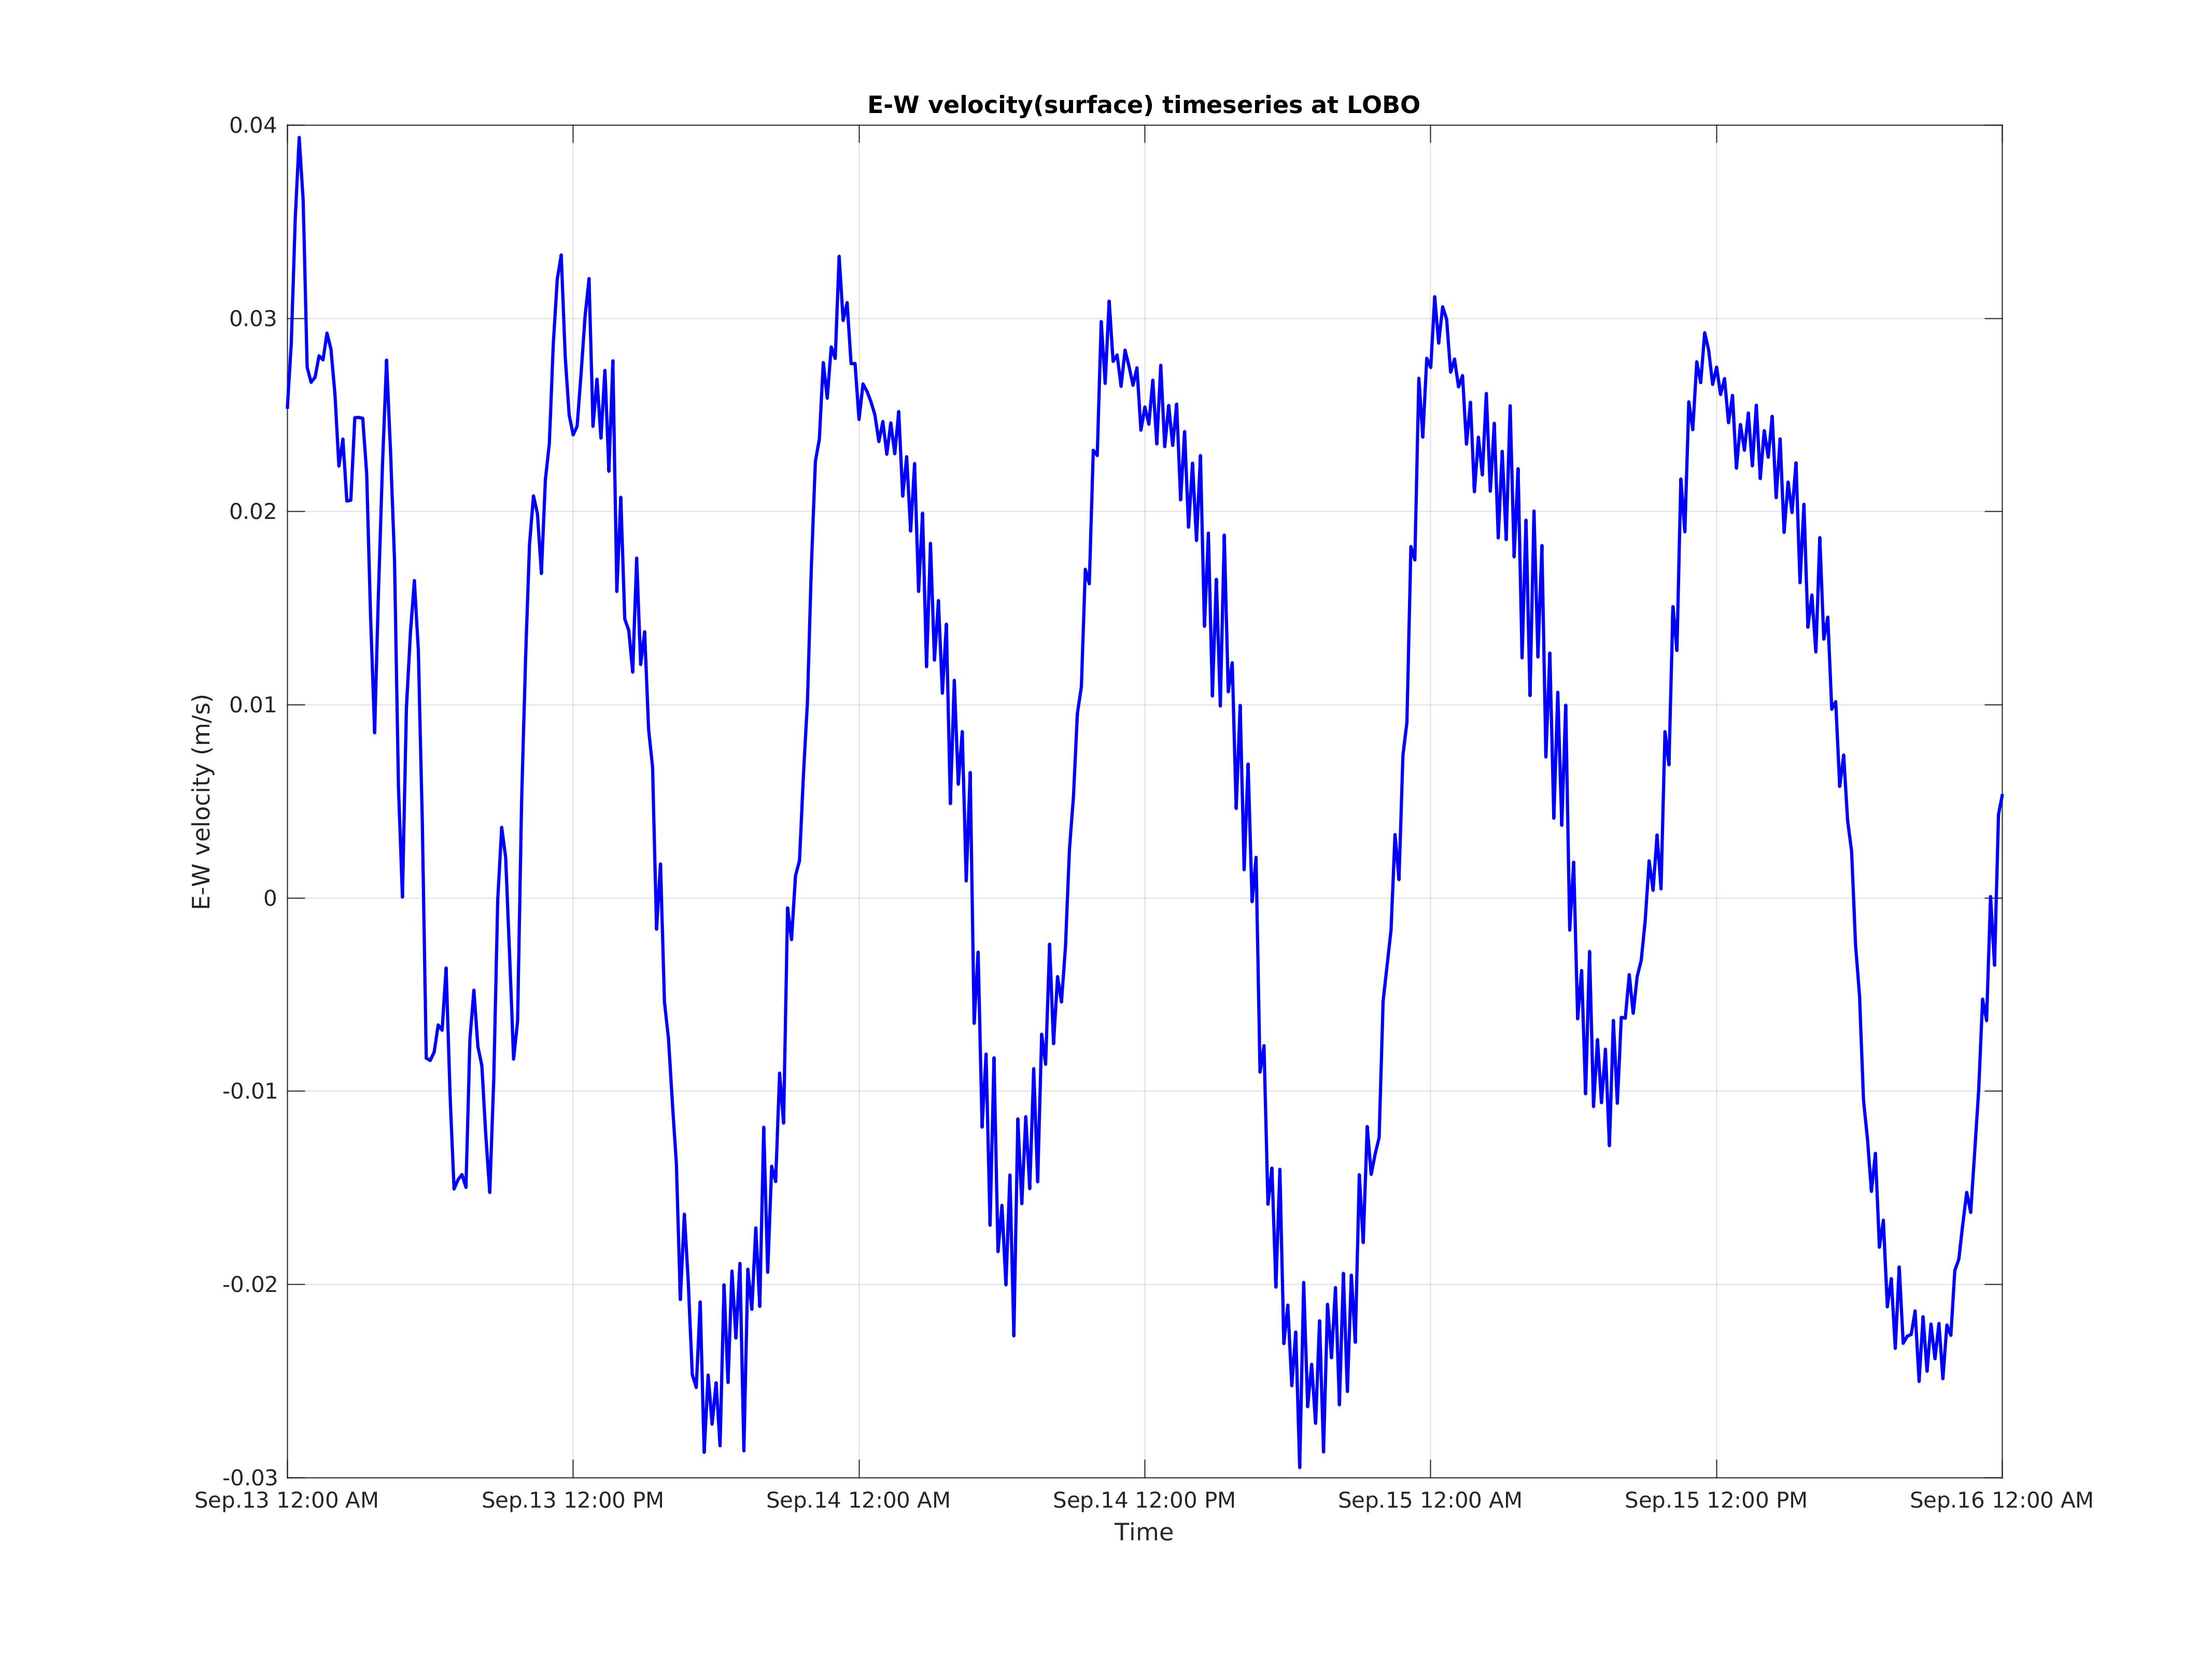 E-W velocity(surface) timeseries at LOBO
0.04
0.03
0.02
0.01
0
-0.01
-0.02
-0.03
E-W velocity (m/s)
Sep.13 12:00 AM
Sep.13 12:00 PM
Sep.14 12:00 AM
Sep.14 12:00 PM
Sep.15 12:00 AM
Sep.15 12:00 PM
Sep.16 12:00 AM
Time